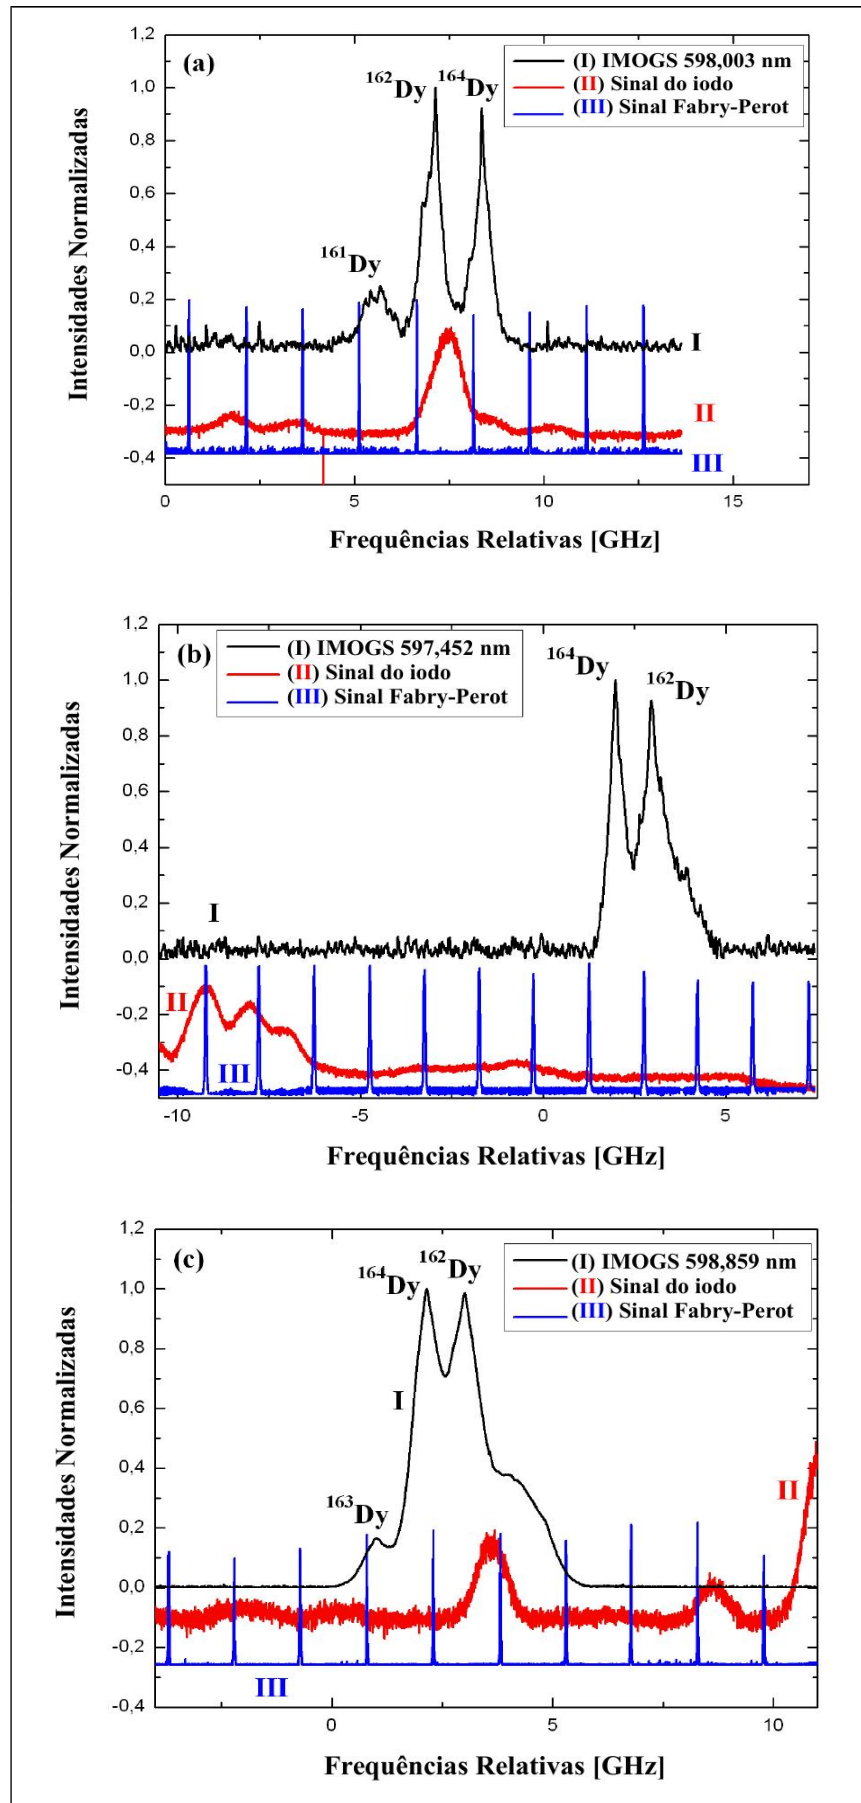 (a)
(I) IMOGS 598,003 nm
(II) Sinal do iodo
(III) Sinal Fabry-Perot
¹⁶²Dy ¹⁶⁴Dy
¹⁶¹Dy
I
II
III
1,2
1,0
0,8
0,6
0,4
0,2
0,0
-0,2
-0,4
Intensidades Normalizadas
0 5 10 15
Frequências Relativas [GHz]
(b)
(I) IMOGS 597,452 nm
(II) Sinal do iodo
(III) Sinal Fabry-Perot
¹⁶⁴Dy ¹⁶²Dy
I
II
III
1,2
1,0
0,8
0,6
0,4
0,2
0,0
-0,2
-0,4
Intensidades Normalizadas
-10 -5 0 5
Frequências Relativas [GHz]
(c)
(I) IMOGS 598,859 nm
(II) Sinal do iodo
(III) Sinal Fabry-Perot
¹⁶⁴Dy ¹⁶²Dy
I
¹⁶³Dy
II
III
1,2
1,0
0,8
0,6
0,4
0,2
0,0
-0,2
-0,4
Intensidades Normalizadas
0 5 10
Frequências Relativas [GHz]